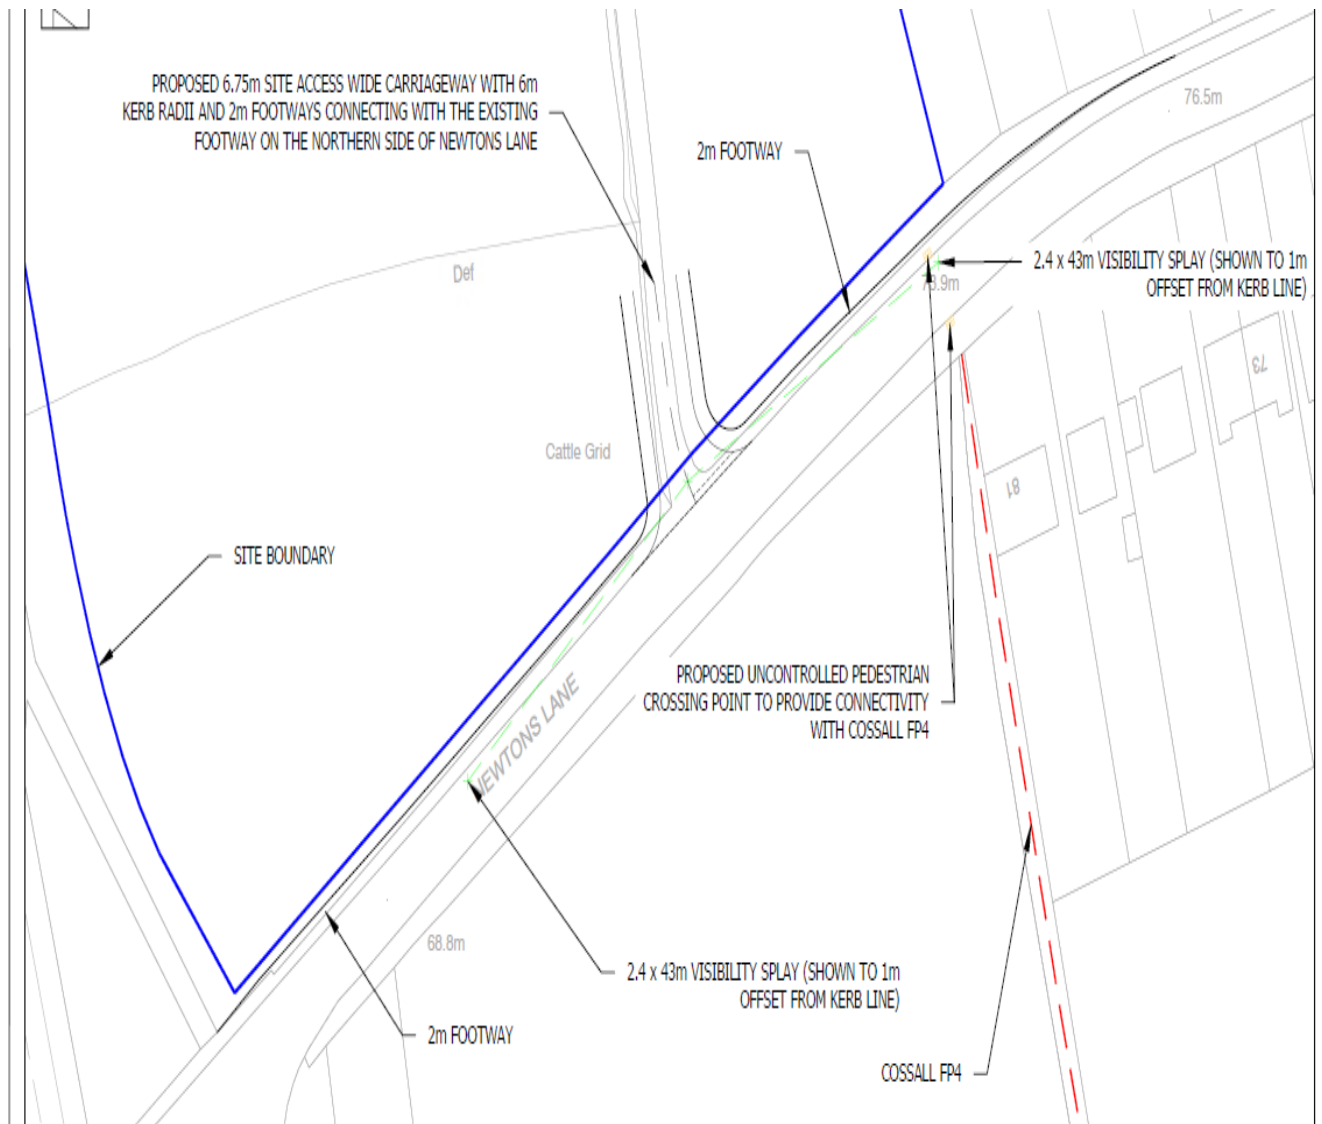 PROPOSED 6.75m SITE ACCESS WIDE CARRIAGEWAY WITH 6m
KERB RADII AND 2m FOOTWAYS CONNECTING WITH THE EXISTING
FOOTWAY ON THE NORTHERN SIDE OF NEWTONS LANE
76.5m
2m FOOTWAY
Def
2.4 x 43m VISIBILITY SPLAY (SHOWN TO 1m
OFFSET FROM KERB LINE)
73.9m
73
Cattle Grid
81
SITE BOUNDARY
PROPOSED UNCONTROLLED PEDESTRIAN
CROSSING POINT TO PROVIDE CONNECTIVITY
WITH COSSALL FP4
NEWTONS LANE
68.8m
2.4 x 43m VISIBILITY SPLAY (SHOWN TO 1m
OFFSET FROM KERB LINE)
2m FOOTWAY
COSSALL FP4